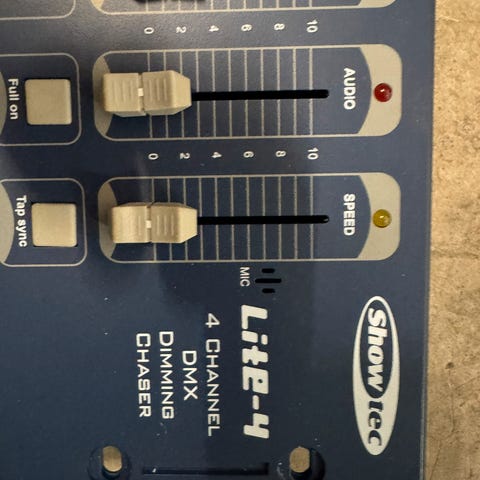 AUDIO
10
8
6
4
2
0
Full on
SPEED
10
8
6
4
2
0
Tap sync
MIC
Showtec
Lite-4
4 CHANNEL
DMX
DIMMING
CHASER